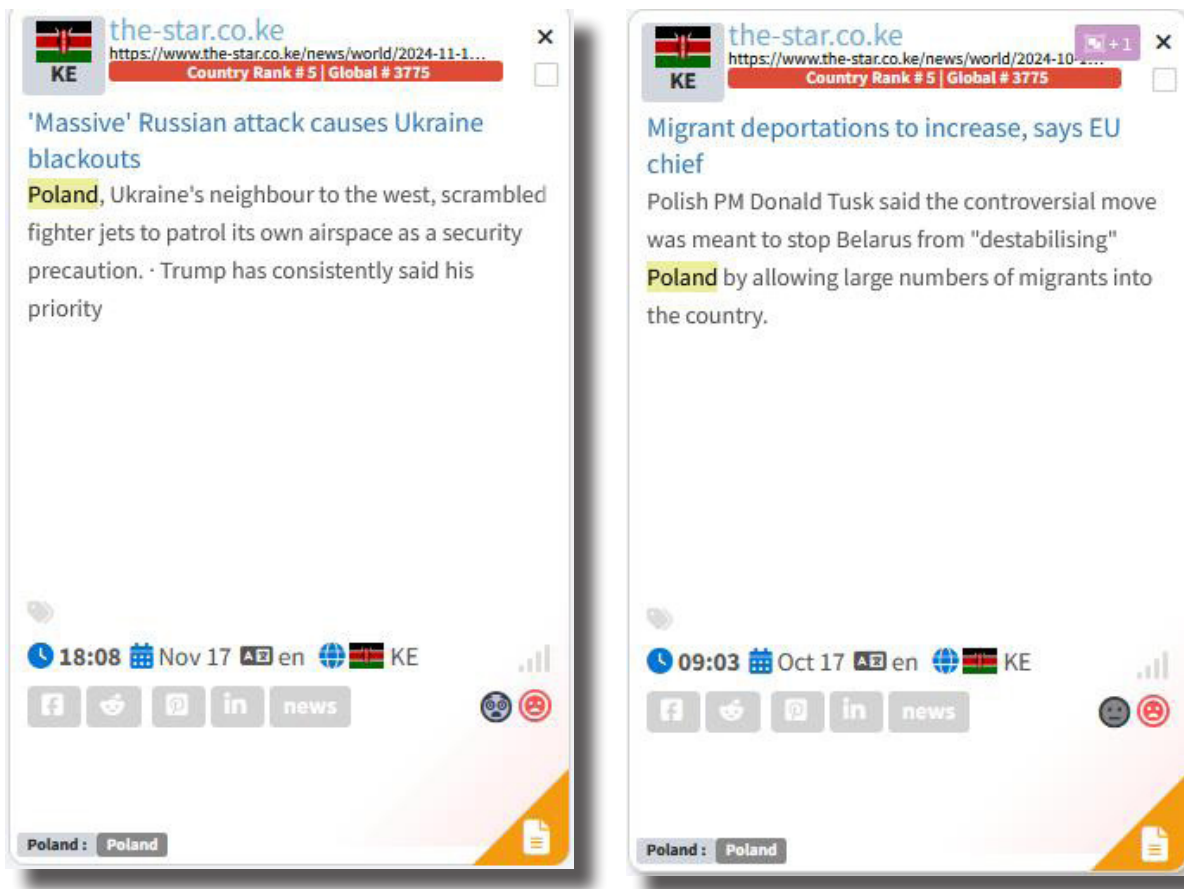 the-star.co.ke
https://www.the-star.co.ke/news/world/2024-11-1...
KE
Country Rank # 5 | Global # 3775
'Massive' Russian attack causes Ukraine
blackouts
Poland, Ukraine's neighbour to the west, scrambled
fighter jets to patrol its own airspace as a security
precaution. · Trump has consistently said his
priority
18:08 Nov 17 en KE
in news
Poland : Poland
the-star.co.ke
+1
https://www.the-star.co.ke/news/world/2024-10-1...
KE
Country Rank # 5 | Global # 3775
Migrant deportations to increase, says EU
chief
Polish PM Donald Tusk said the controversial move
was meant to stop Belarus from "destabilising"
Poland by allowing large numbers of migrants into
the country.
09:03 Oct 17 en KE
in news
Poland : Poland